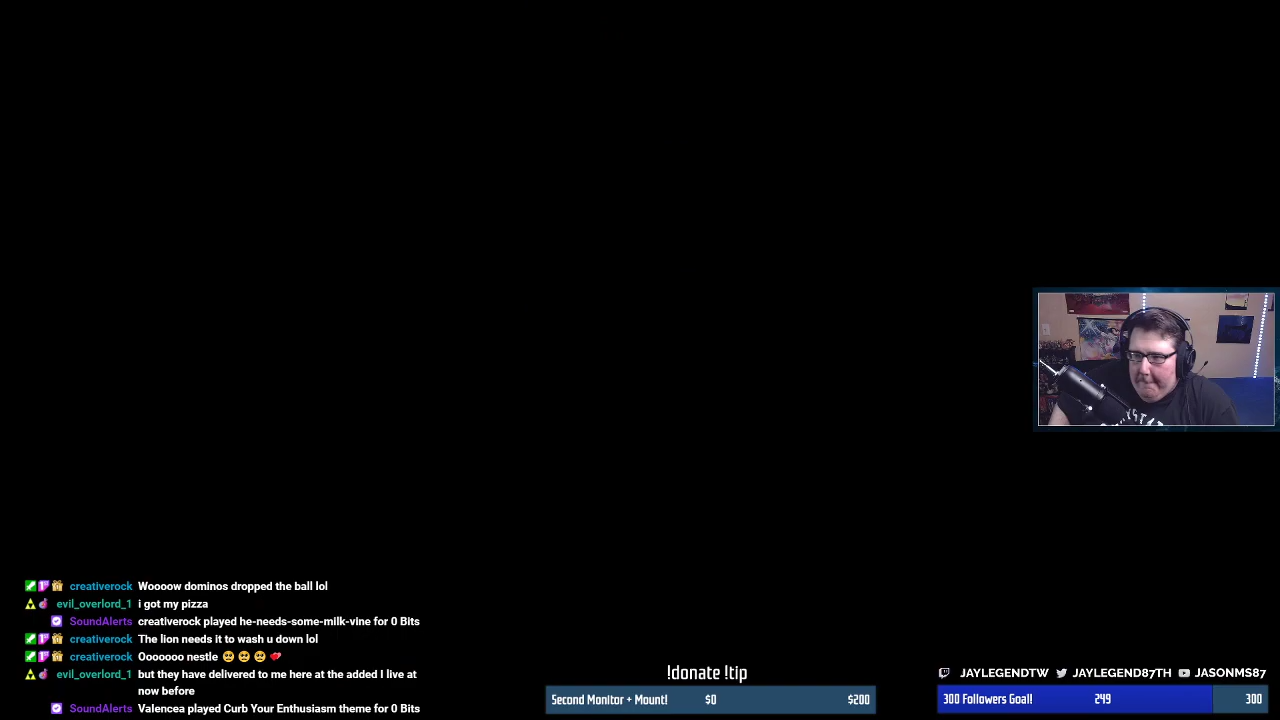 creativerock Woooow dominos dropped the ball lol
evil_overlord_1 i got my pizza
SoundAlerts creativerock played he-needs-some-milk-vine for 0 Bits
creativerock The lion needs it to wash u down lol
creativerock Ooooooo nestle 🥺 🥺 🥺 💔
evil_overlord_1 but they have delivered to me here at the added I live at
now before
SoundAlerts Valencea played Curb Your Enthusiasm theme for 0 Bits
!donate !tip
Second Monitor + Mount! $0 $200
JAYLEGENDTW JAYLEGEND87TH JASONMS87
300 Followers Goal! 249 300